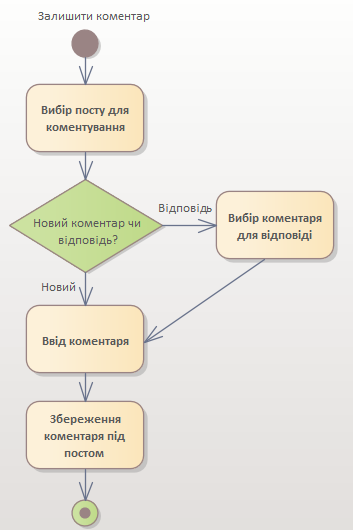 Залишити коментар
Вибір посту для
коментування
Новий коментар чи
відповідь?
Відповідь
Вибір коментаря
для відповіді
Новий
Ввід коментаря
Збереження
коментаря під
постом